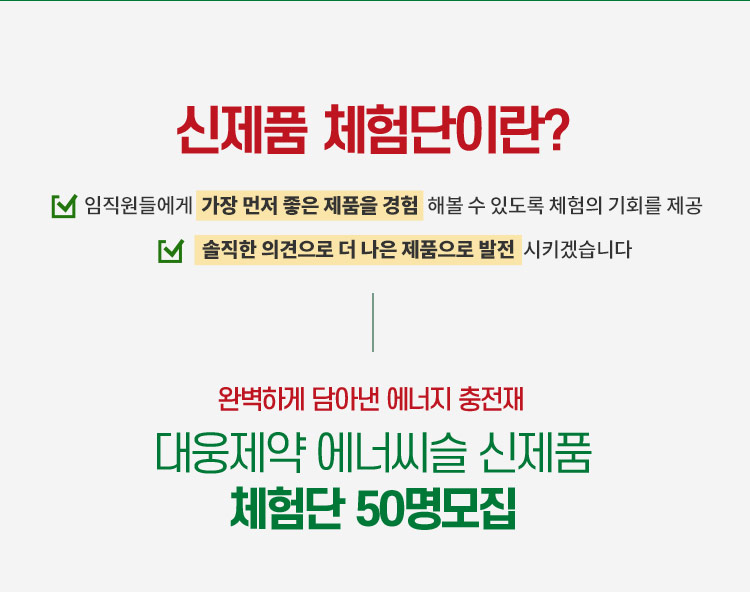 신제품 체험단이란?
임직원들에게 가장 먼저 좋은 제품을 경험 해볼 수 있도록 체험의 기회를 제공
솔직한 의견으로 더 나은 제품으로 발전 시키겠습니다
완벽하게 담아낸 에너지 충전재
대웅제약 에너씨슬 신제품
체험단 50명모집